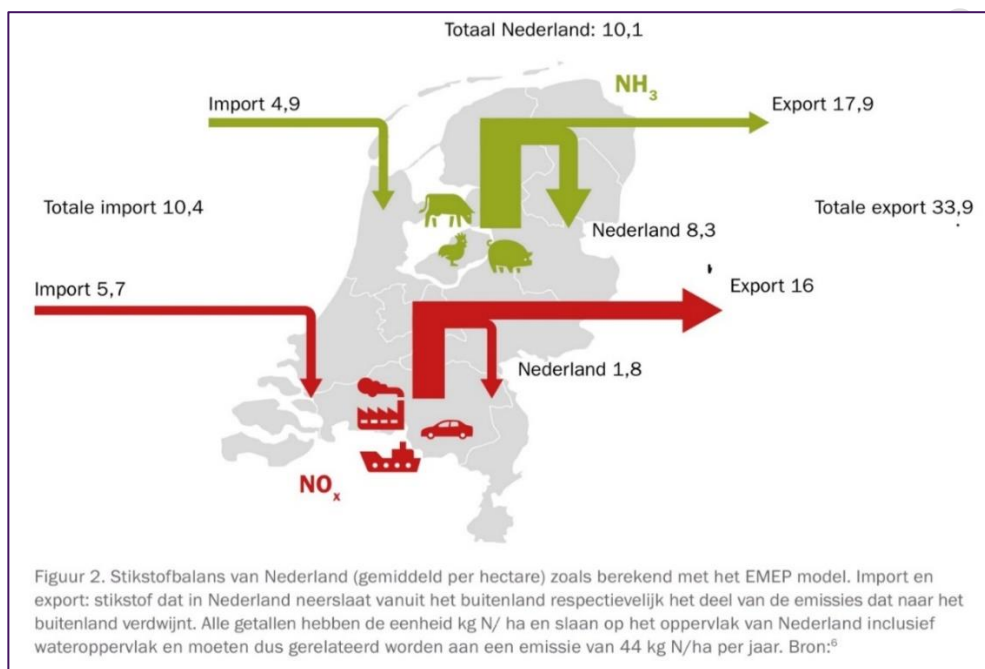 Totaal Nederland: 10,1
NH₃
Import 4,9
Export 17,9
Totale import 10,4
Totale export 33,9
Nederland 8,3
Import 5,7
Export 16
Nederland 1,8
NOₓ
Figuur 2. Stikstofbalans van Nederland (gemiddeld per hectare) zoals berekend met het EMEP model. Import en
export: stikstof dat in Nederland neerslaat vanuit het buitenland respectievelijk het deel van de emissies dat naar het
buitenland verdwijnt. Alle getallen hebben de eenheid kg N/ ha en slaan op het oppervlak van Nederland inclusief
wateroppervlak en moeten dus gerelateerd worden aan een emissie van 44 kg N/ha per jaar. Bron:⁶